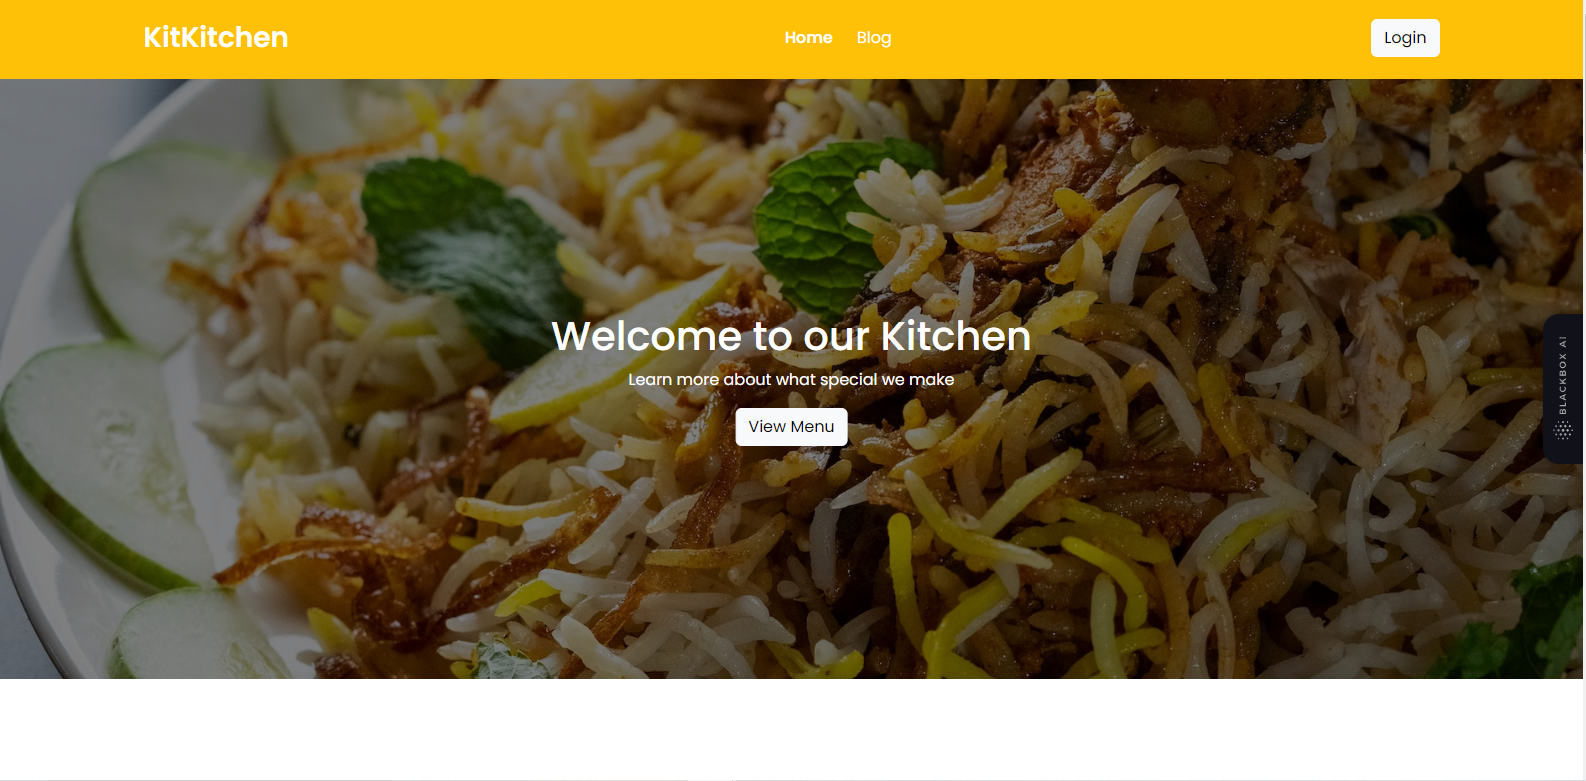 KitKitchen
Home Blog
Login
Welcome to our Kitchen
Learn more about what special we make
View Menu
BLACKBOX AI